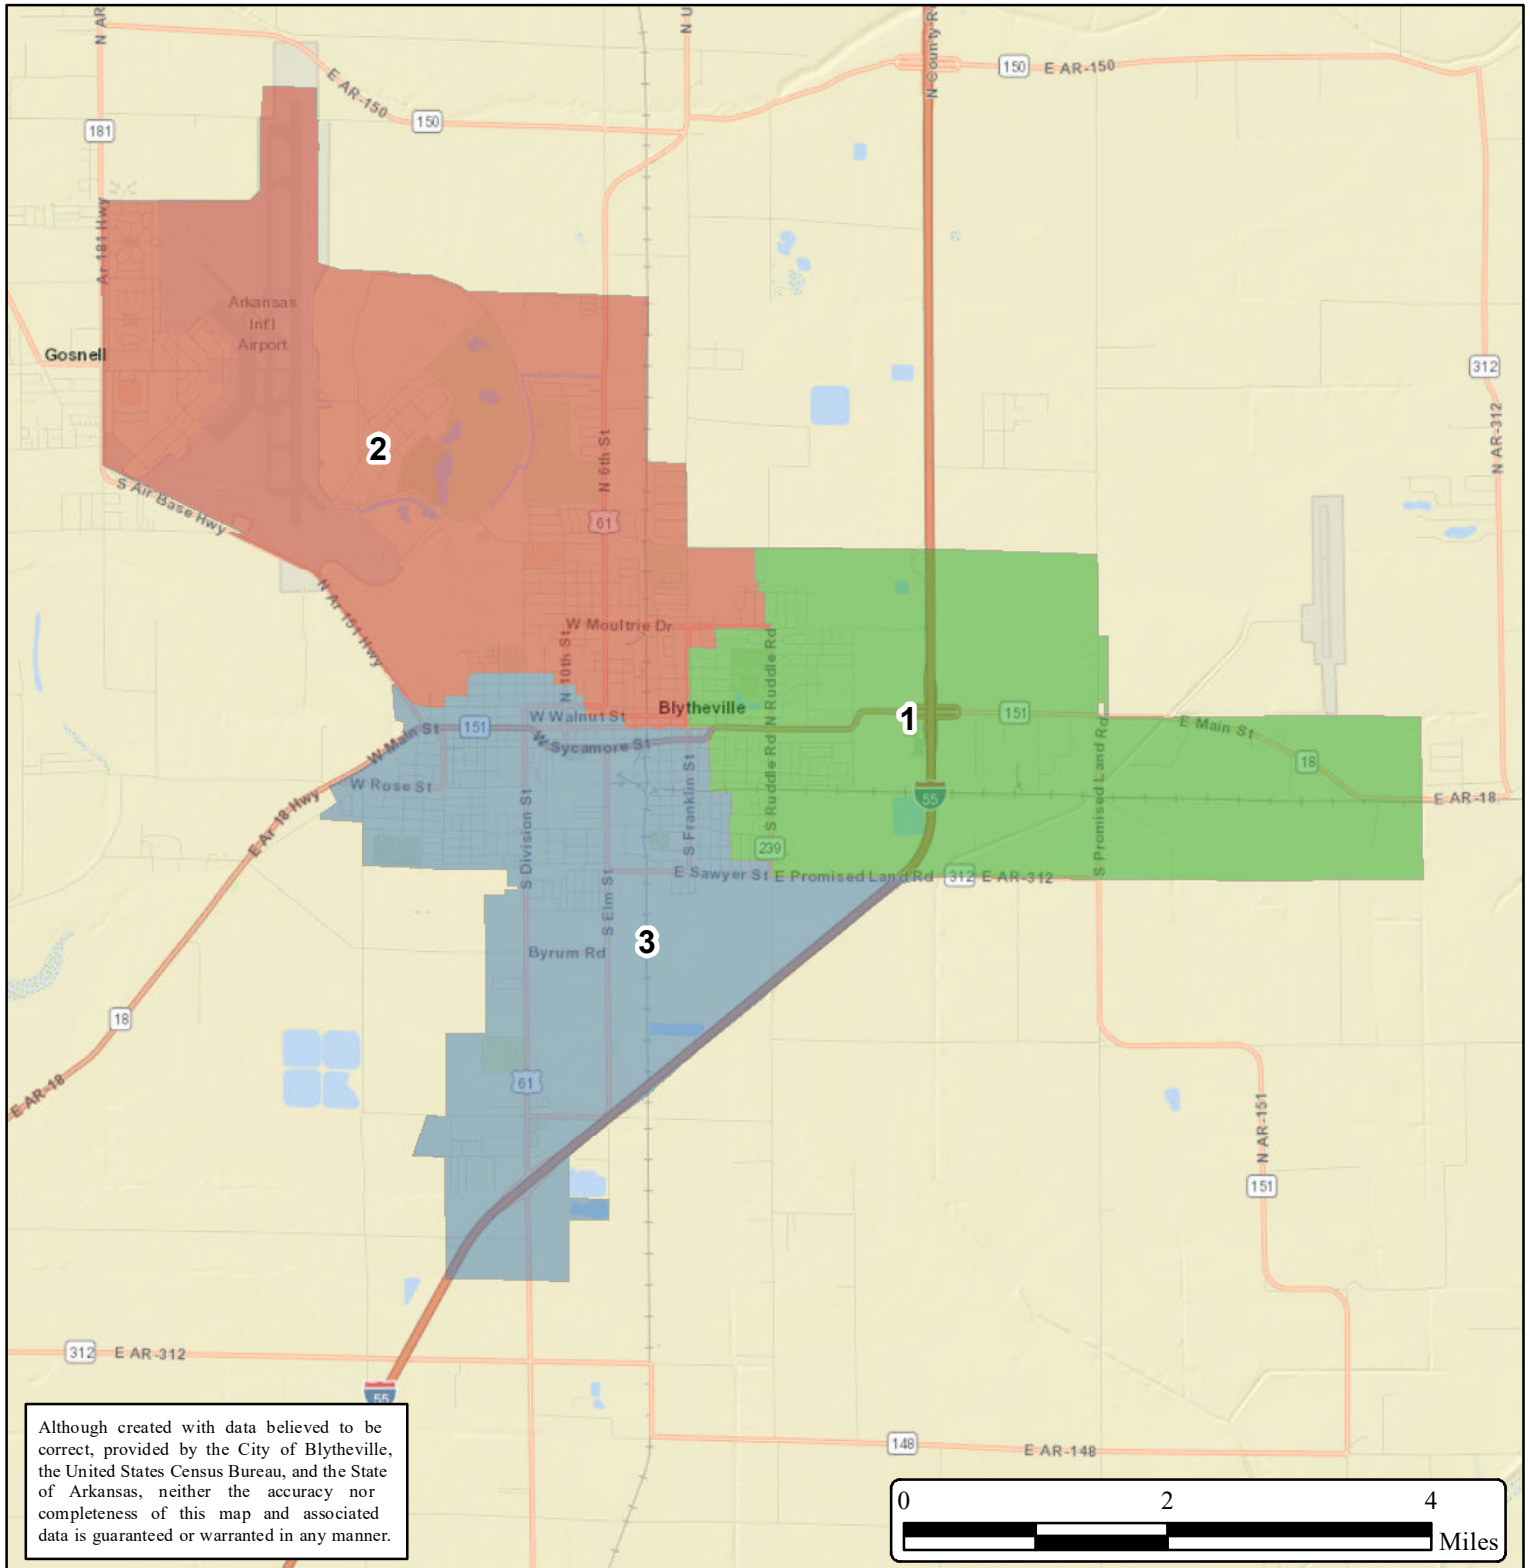 N AR
N U
N County R
150
E AR-150
E AR-150
150
181
Ar 181 Hwy
Arkansas
Int'l
Airport
Gosnell
312
N AR-312
2
N 6th St
S Air Base Hwy
61
N Ar 151 Hwy
W Moultrie Dr
N 10th St
N Ruddle Rd
Blytheville
W Walnut St
1
151
151
E Main St
W Main St
W Sycamore St
18
W Rose St
S Franklin St
S Ruddle Rd
S Promised Land Rd
55
E AR-18
E Ar 18 Hwy
S Division St
239
E Sawyer St
E Promised Land Rd
312
E AR-312
S Elm St
3
Byrum Rd
18
61
E AR-18
N AR-151
151
312
E AR-312
55
148
E AR-148
Although created with data believed to be
correct, provided by the City of Blytheville,
the United States Census Bureau, and the State
of Arkansas, neither the accuracy nor
completeness of this map and associated
data is guaranteed or warranted in any manner.
0 2 4
Miles